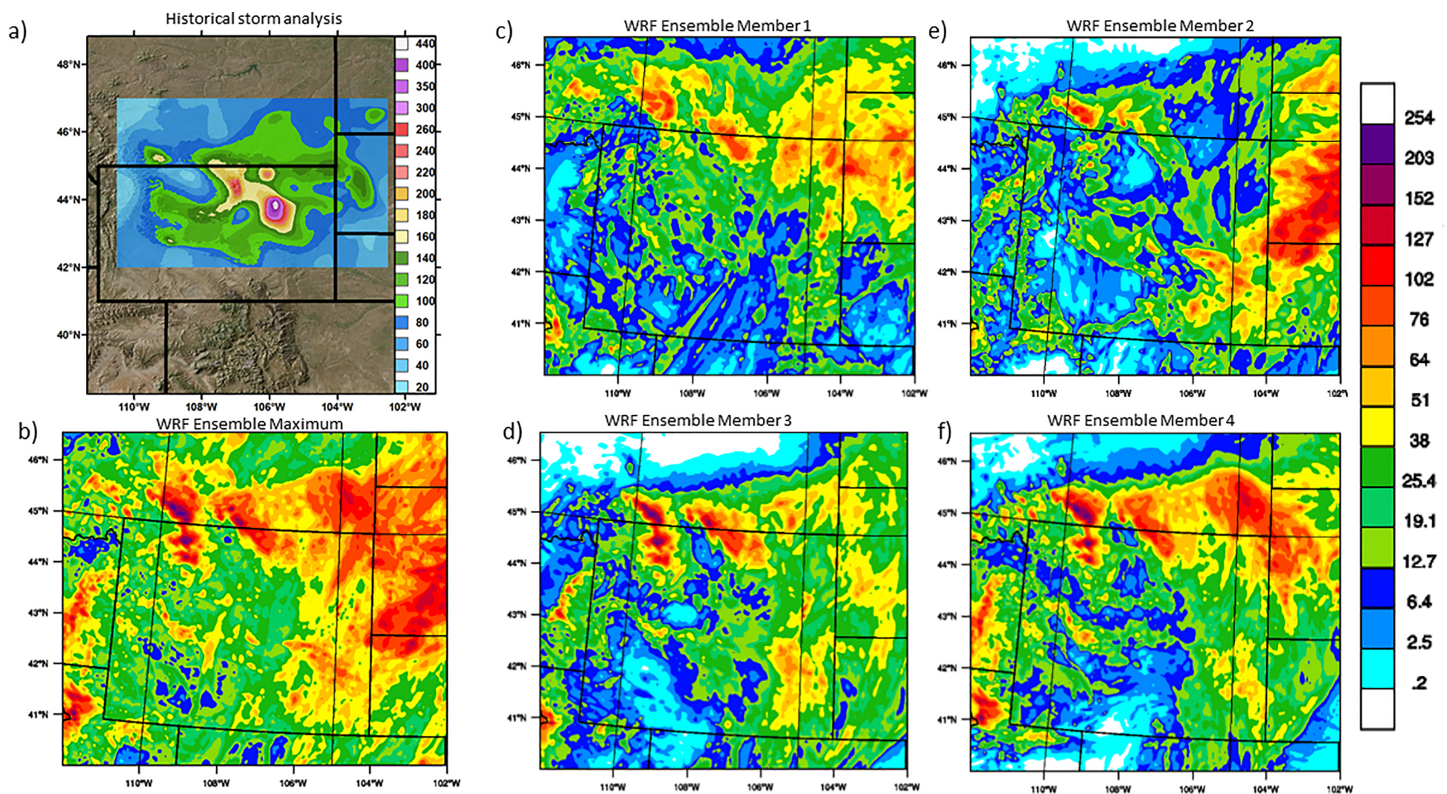 a)
Historical storm analysis
48°N
46°N
44°N
42°N
40°N
110°W
108°W
106°W
104°W
102°W
440
400
350
300
260
240
220
200
180
160
140
120
100
80
60
40
20
c)
WRF Ensemble Member 1
46°N
45°N
44°N
43°N
42°N
41°N
110°W
108°W
106°W
104°W
102°W
e)
WRF Ensemble Member 2
46°N
45°N
44°N
43°N
42°N
41°N
110°W
108°W
106°W
104°W
102°W
254
203
152
127
102
76
64
51
38
25.4
19.1
12.7
6.4
2.5
.2
b)
WRF Ensemble Maximum
46°N
45°N
44°N
43°N
42°N
41°N
110°W
108°W
106°W
104°W
102°W
d)
WRF Ensemble Member 3
46°N
45°N
44°N
43°N
42°N
41°N
110°W
108°W
106°W
104°W
102°W
f)
WRF Ensemble Member 4
46°N
45°N
44°N
43°N
42°N
41°N
110°W
108°W
106°W
104°W
102°W